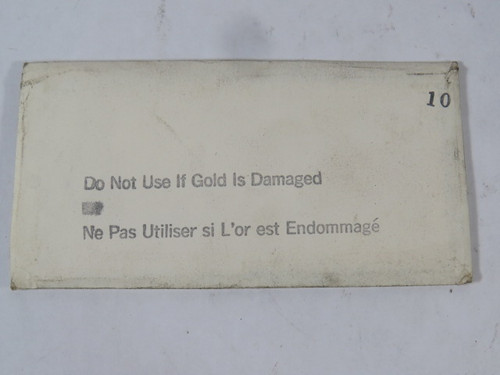 10
Do Not Use If Gold Is Damaged
Ne Pas Utiliser si L'or est Endommagé